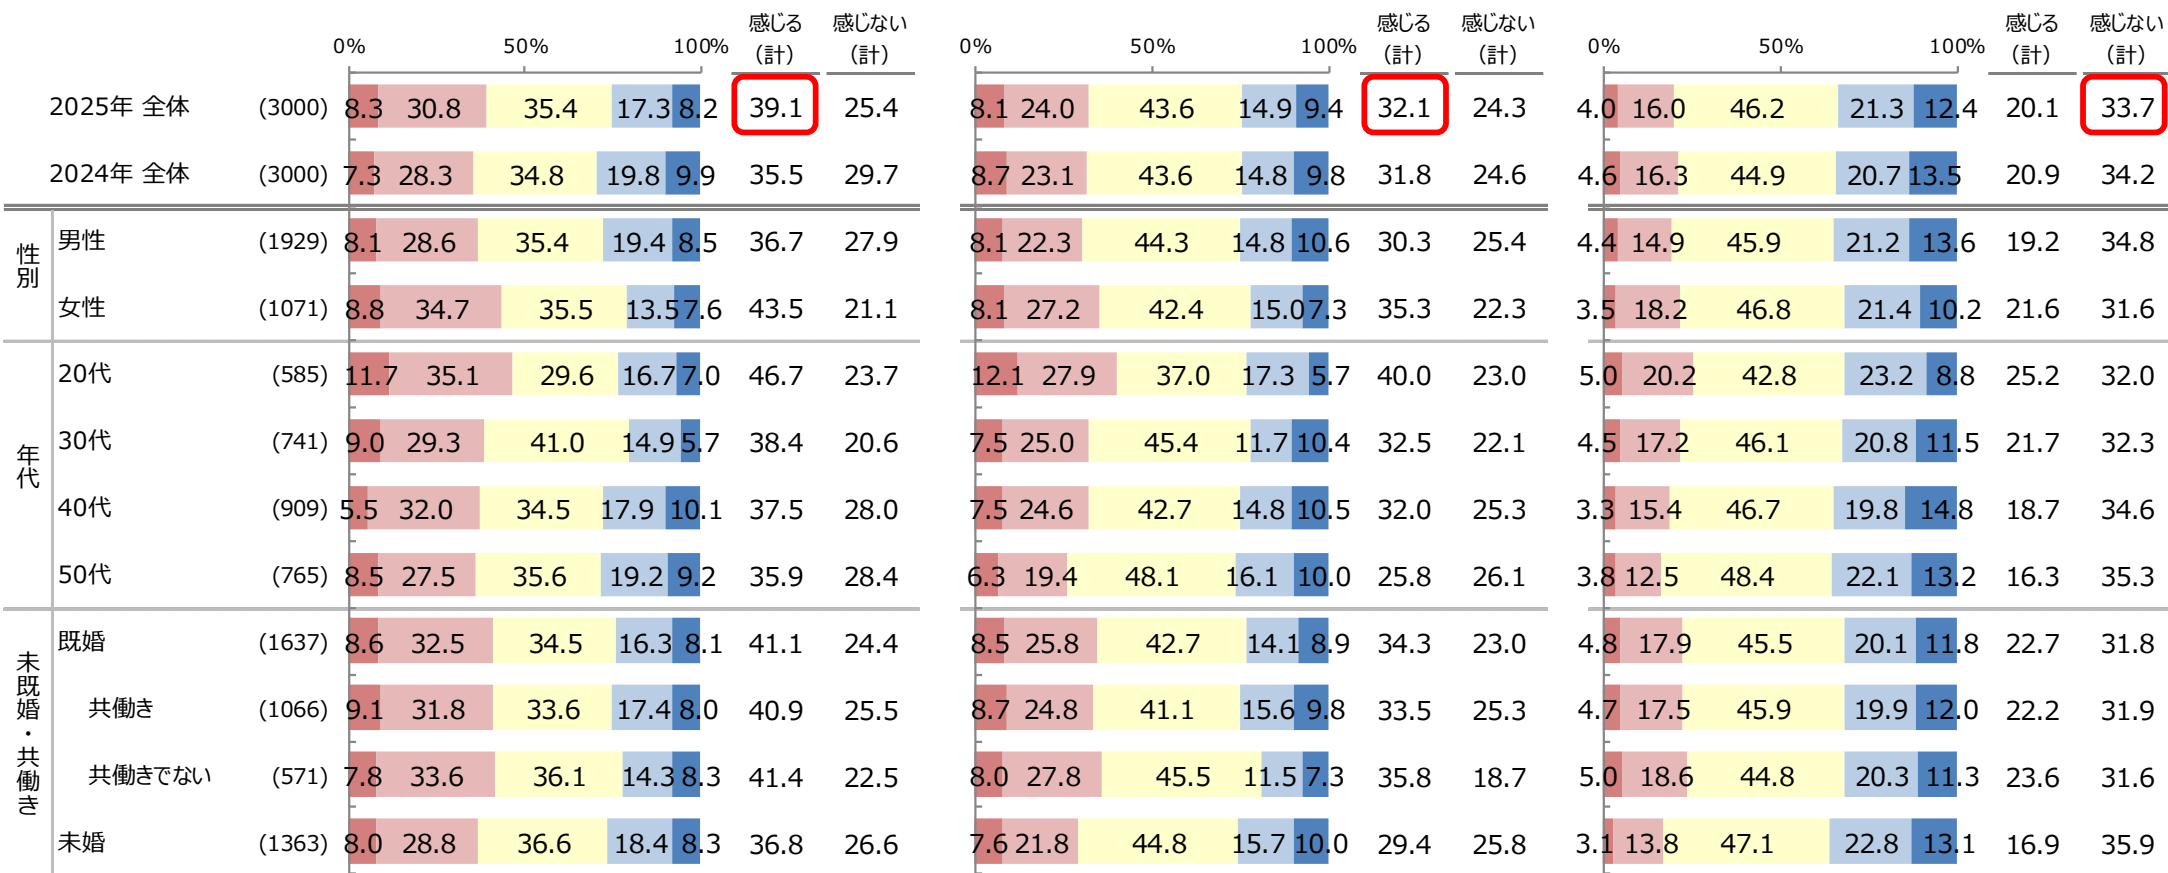 感じる 感じない 感じる 感じない 感じる 感じない
0% 50% 100% (計) (計) 0% 50% 100% (計) (計) 0% 50% 100% (計) (計)
2025年 全体 (3000) 8.3 30.8 35.4 17.3 8.2 39.1 25.4 8.1 24.0 43.6 14.9 9.4 32.1 24.3 4.0 16.0 46.2 21.3 12.4 20.1 33.7
2024年 全体 (3000) 7.3 28.3 34.8 19.8 9.9 35.5 29.7 8.7 23.1 43.6 14.8 9.8 31.8 24.6 4.6 16.3 44.9 20.7 13.5 20.9 34.2
性別
男性 (1929) 8.1 28.6 35.4 19.4 8.5 36.7 27.9 8.1 22.3 44.3 14.8 10.6 30.3 25.4 4.4 14.9 45.9 21.2 13.6 19.2 34.8
女性 (1071) 8.8 34.7 35.5 13.5 7.6 43.5 21.1 8.1 27.2 42.4 15.0 7.3 35.3 22.3 3.5 18.2 46.8 21.4 10.2 21.6 31.6
年代
20代 (585) 11.7 35.1 29.6 16.7 7.0 46.7 23.7 12.1 27.9 37.0 17.3 5.7 40.0 23.0 5.0 20.2 42.8 23.2 8.8 25.2 32.0
30代 (741) 9.0 29.3 41.0 14.9 5.7 38.4 20.6 7.5 25.0 45.4 11.7 10.4 32.5 22.1 4.5 17.2 46.1 20.8 11.5 21.7 32.3
40代 (909) 5.5 32.0 34.5 17.9 10.1 37.5 28.0 7.5 24.6 42.7 14.8 10.5 32.0 25.3 3.3 15.4 46.7 19.8 14.8 18.7 34.6
50代 (765) 8.5 27.5 35.6 19.2 9.2 35.9 28.4 6.3 19.4 48.1 16.1 10.0 25.8 26.1 3.8 12.5 48.4 22.1 13.2 16.3 35.3
未既婚・共働き
既婚 (1637) 8.6 32.5 34.5 16.3 8.1 41.1 24.4 8.5 25.8 42.7 14.1 8.9 34.3 23.0 4.8 17.9 45.5 20.1 11.8 22.7 31.8
共働き (1066) 9.1 31.8 33.6 17.4 8.0 40.9 25.5 8.7 24.8 41.1 15.6 9.8 33.5 25.3 4.7 17.5 45.9 19.9 12.0 22.2 31.9
共働きでない (571) 7.8 33.6 36.1 14.3 8.3 41.4 22.5 8.0 27.8 45.5 11.5 7.3 35.8 18.7 5.0 18.6 44.8 20.3 11.3 23.6 31.6
未婚 (1363) 8.0 28.8 36.6 18.4 8.3 36.8 26.6 7.6 21.8 44.8 15.7 10.0 29.4 25.8 3.1 13.8 47.1 22.8 13.1 16.9 35.9